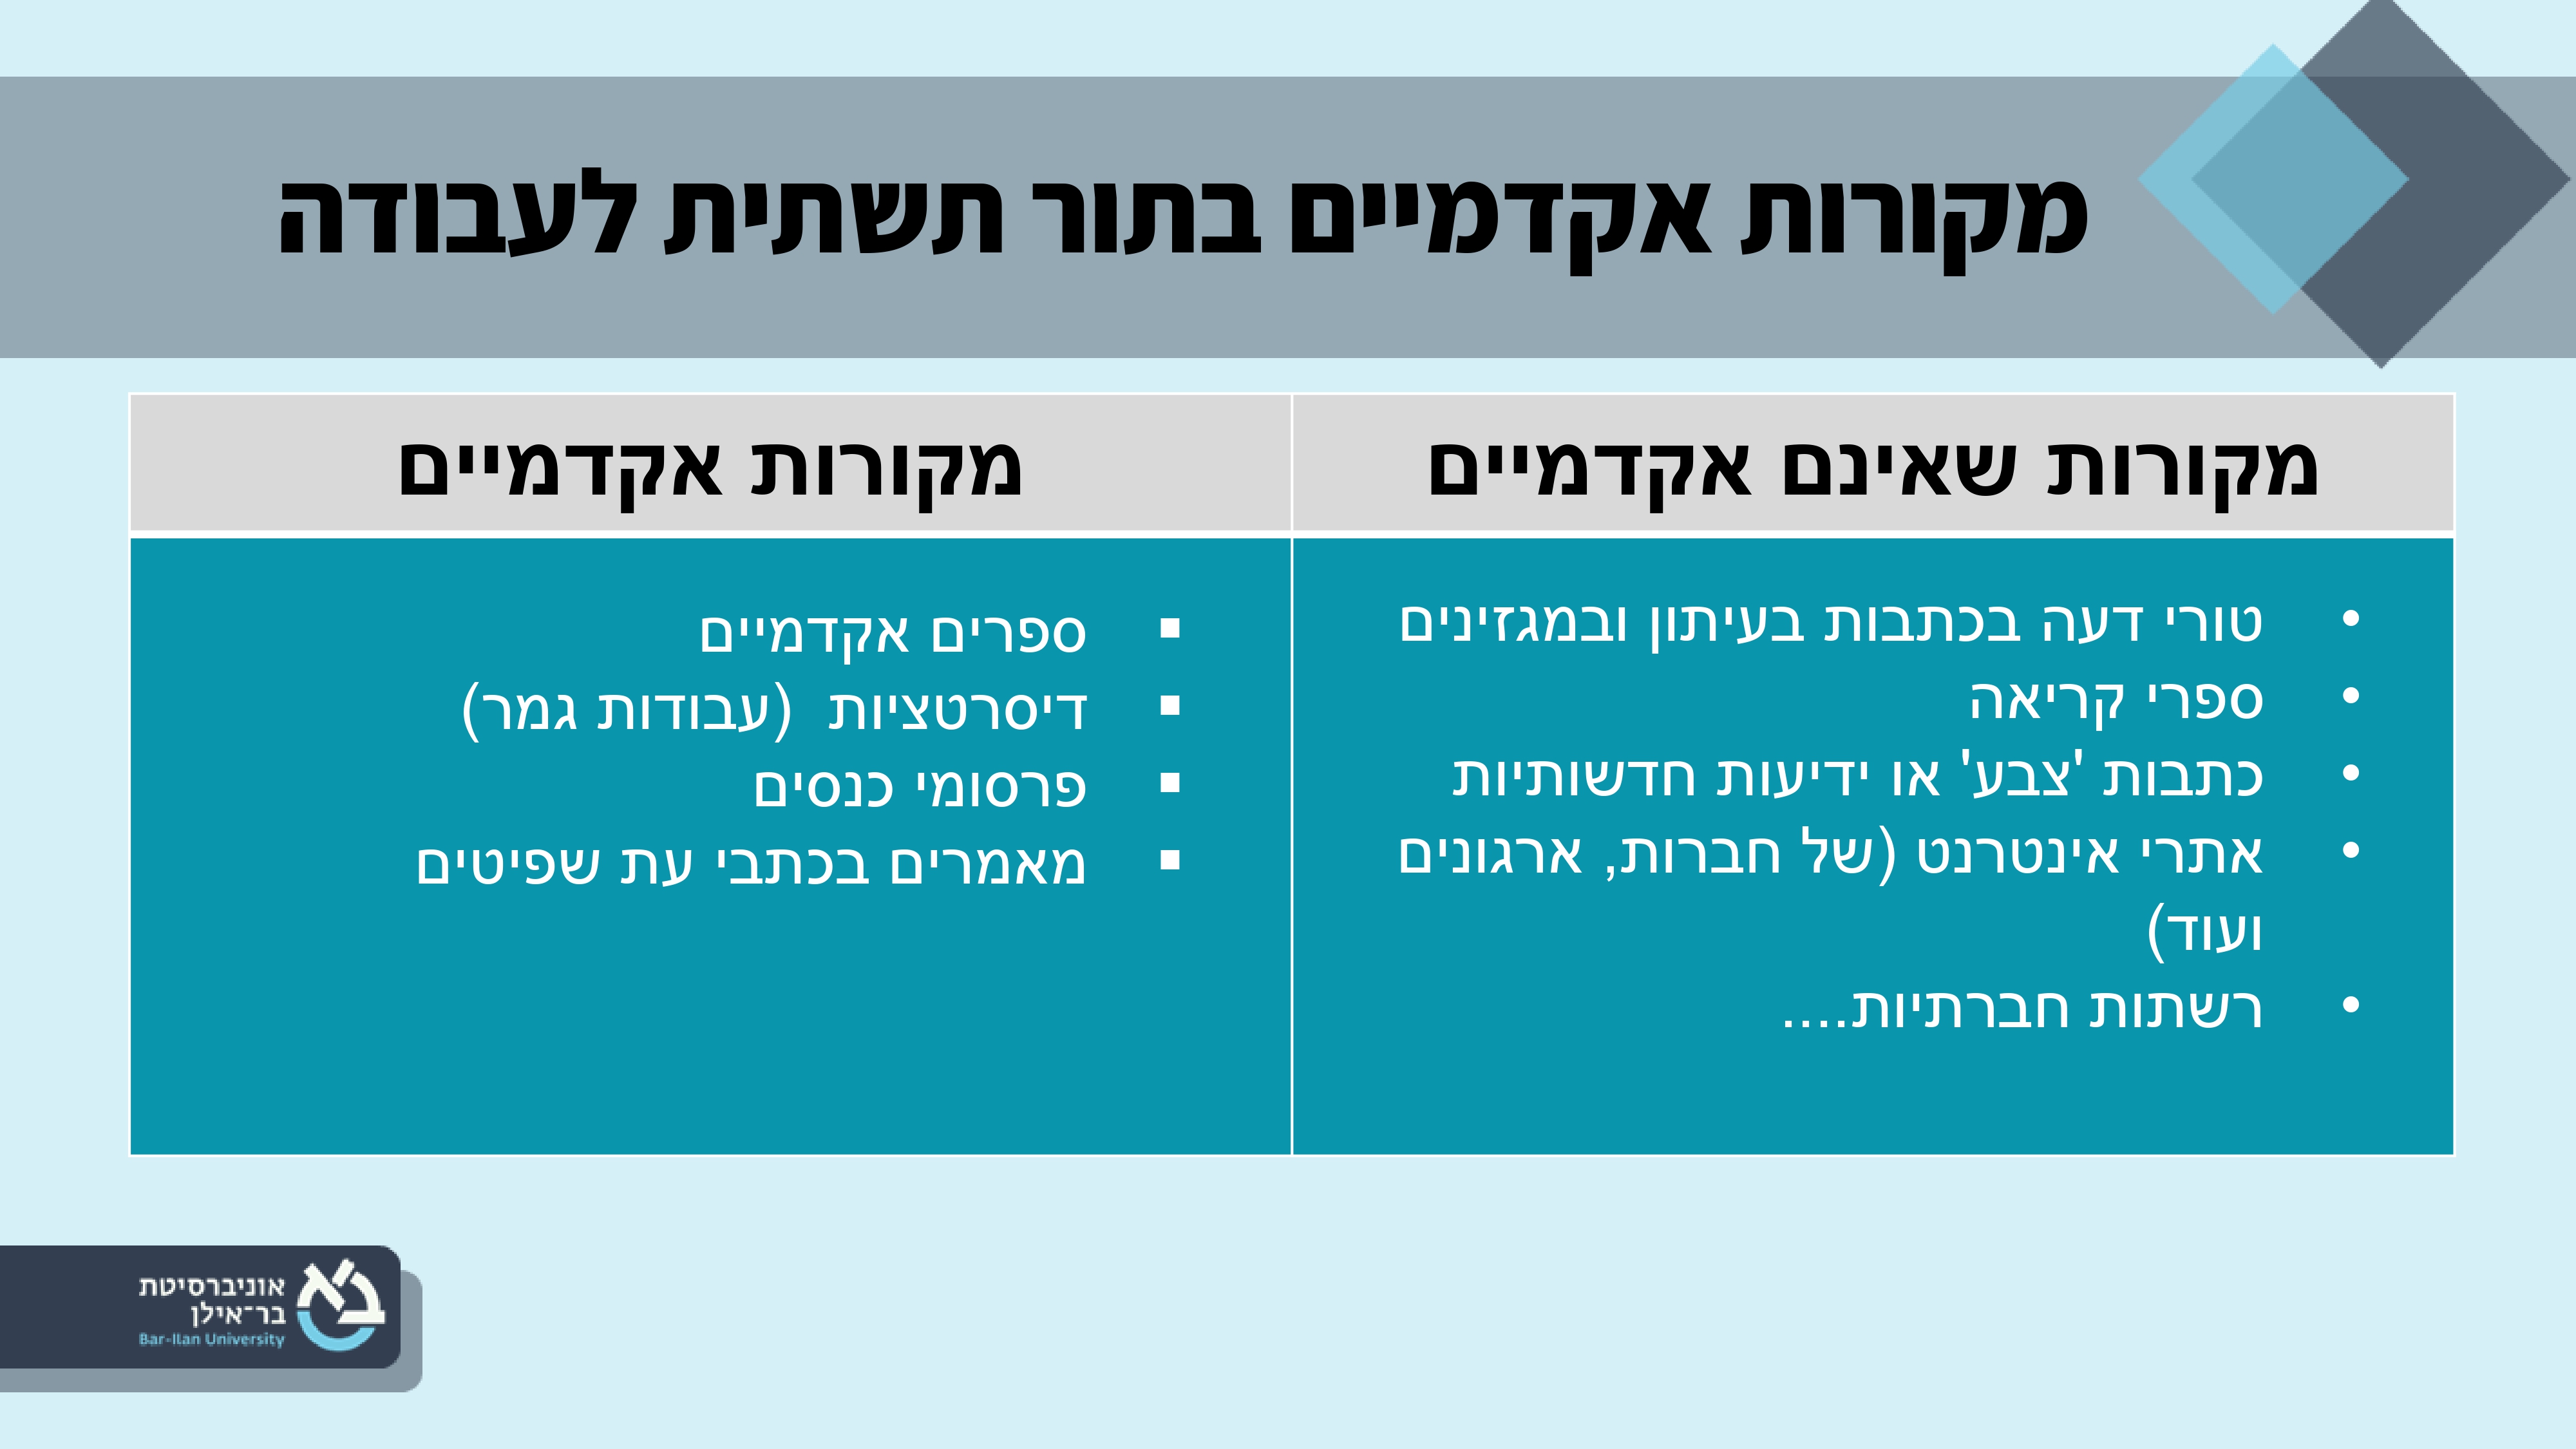 מקורות אקדמיים בתור תשתית לעבודה
מקורות שאינם אקדמיים
טורי דעה בכתבות בעיתון ובמגזינים
ספרי קריאה
כתבות 'צבע' או ידיעות חדשותיות
אתרי אינטרנט (של חברות, ארגונים
ועוד)
רשתות חברתיות....
מקורות אקדמיים
ספרים אקדמיים
דיסרטציות (עבודות גמר)
פרסומי כנסים
מאמרים בכתבי עת שפיטים
אוניברסיטת
בר־אילן
Bar-Ilan University